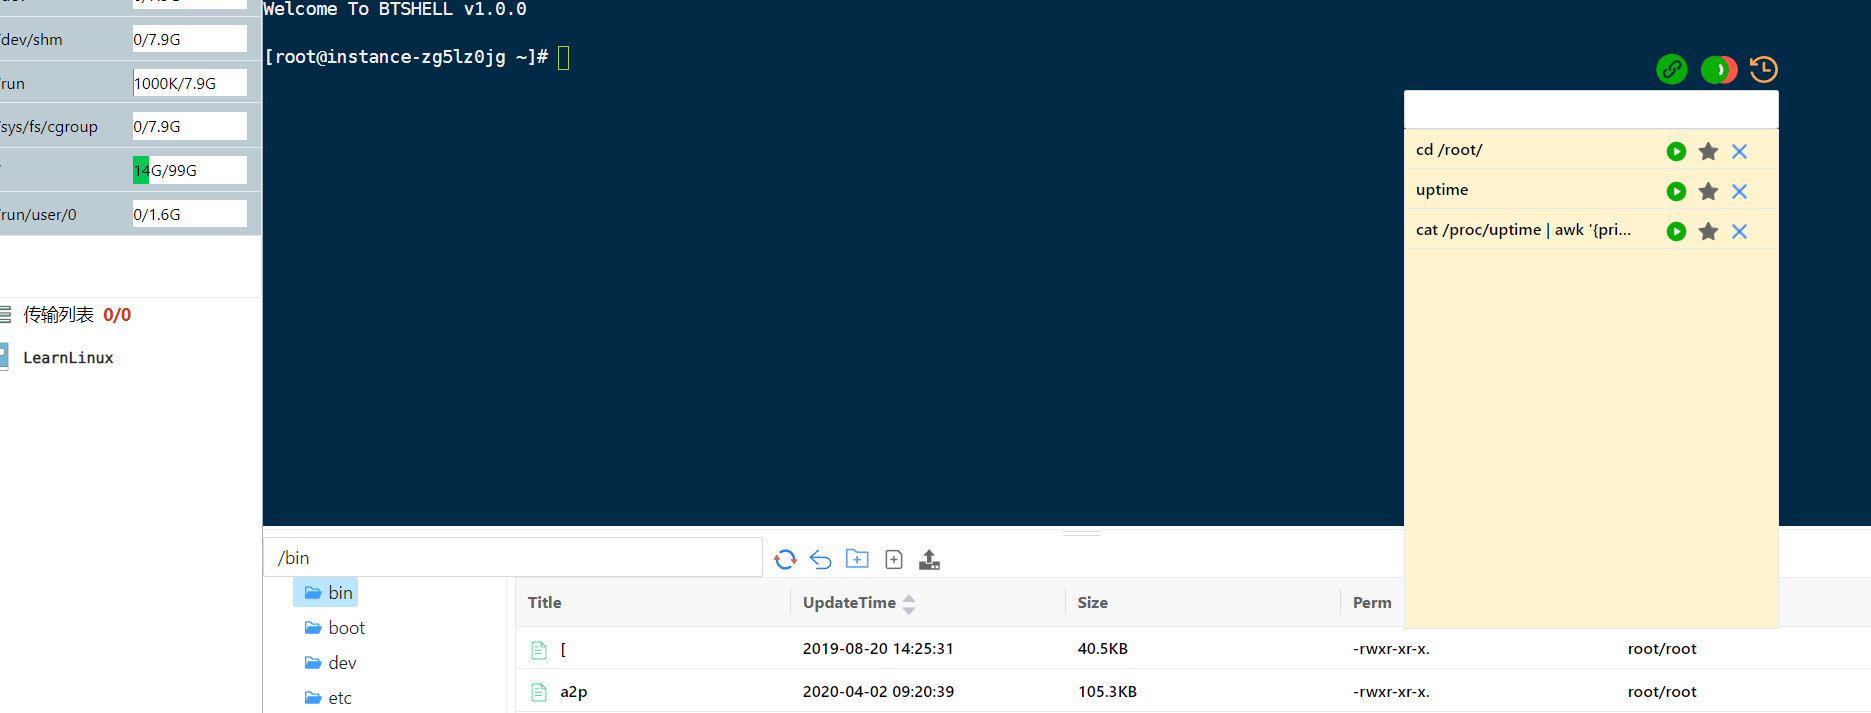 Welcome To BTSHELL v1.0.0
/dev/shm 0/7.9G
[root@instance-zg5lz0jg ~]#
run 1000K/7.9G
sys/fs/cgroup 0/7.9G
14G/99G
run/user/0 0/1.6G
传输列表 0/0
LearnLinux
cd /root/
uptime
cat /proc/uptime | awk '{pri...
/bin
bin
boot
dev
etc
Title UpdateTime Size Perm
[ 2019-08-20 14:25:31 40.5KB -rwxr-xr-x. root/root
a2p 2020-04-02 09:20:39 105.3KB -rwxr-xr-x. root/root